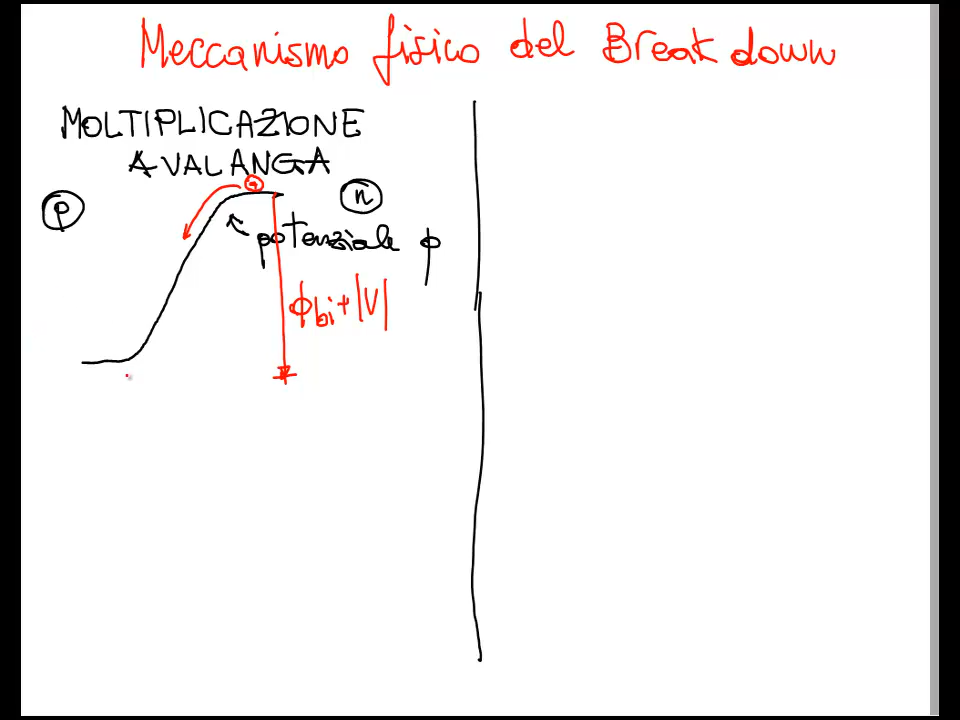 Meccanismo fisico del Breakdown
MOLTIPLICAZIONE
A VALANGA
p
n
potenziale ϕ
ϕbi+|V|